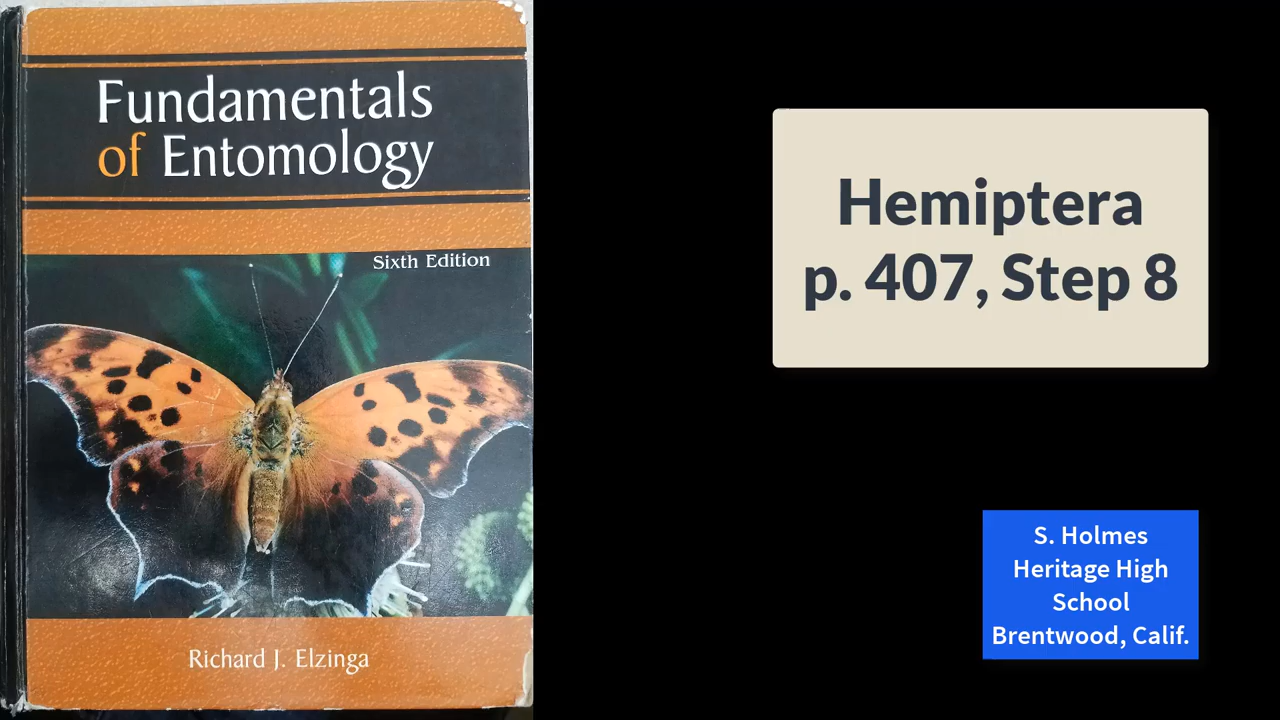 Fundamentals
of Entomology
Sixth Edition
Richard J. Elzinga
Hemiptera
p. 407, Step 8
S. Holmes
Heritage High
School
Brentwood, Calif.